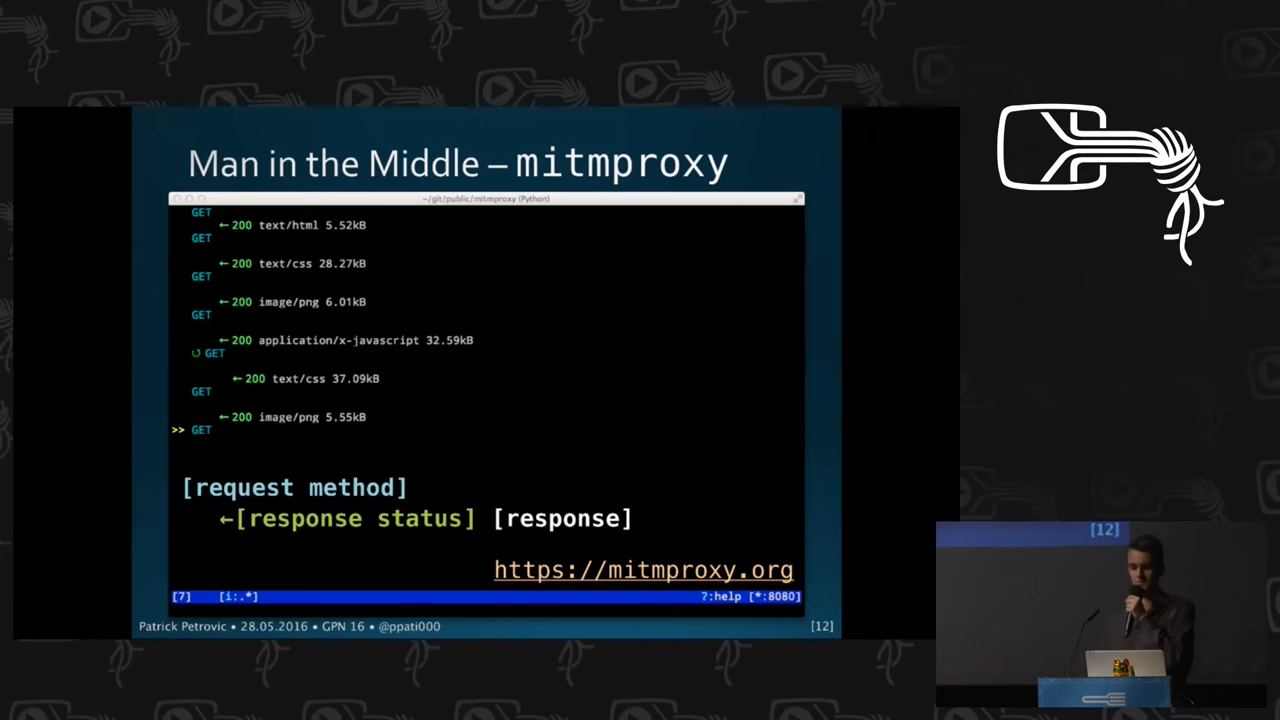 Man in the Middle – mitmproxy
~/git/public/mitmproxy (Python)
GET
←200 text/html 5.52kB
GET
←200 text/css 28.27kB
GET
←200 image/png 6.01kB
GET
←200 application/x-javascript 32.59kB
↺ GET
←200 text/css 37.09kB
GET
←200 image/png 5.55kB
>> GET
[request method]
←[response status] [response]
https://mitmproxy.org
[7] [i:.*] ?:help [*:8080]
Patrick Petrovic • 28.05.2016 • GPN 16 • @ppati000 [12]
[12]